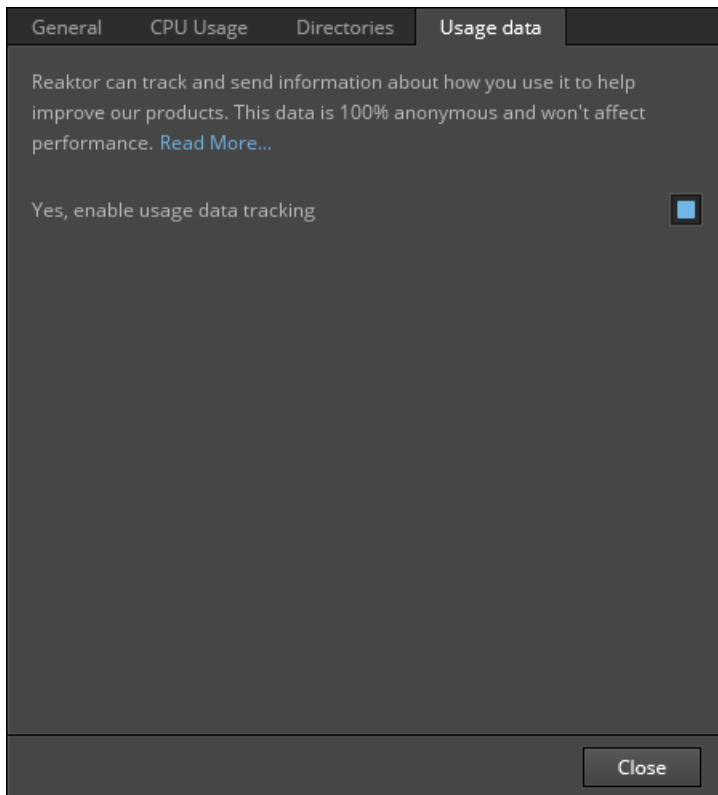 General CPU Usage Directories Usage data
Reaktor can track and send information about how you use it to help
improve our products. This data is 100% anonymous and won't affect
performance. Read More...
Yes, enable usage data tracking
Close